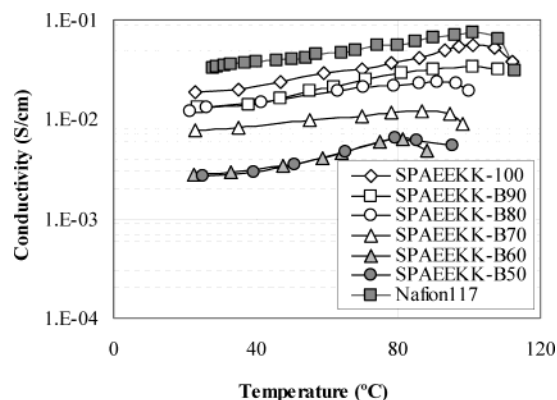 1.E-01
1.E-02
1.E-03
1.E-04
Conductivity (S/cm)
SPAEEKK-100
SPAEEKK-B90
SPAEEKK-B80
SPAEEKK-B70
SPAEEKK-B60
SPAEEKK-B50
Nafion117
0 40 80 120
Temperature (ºC)